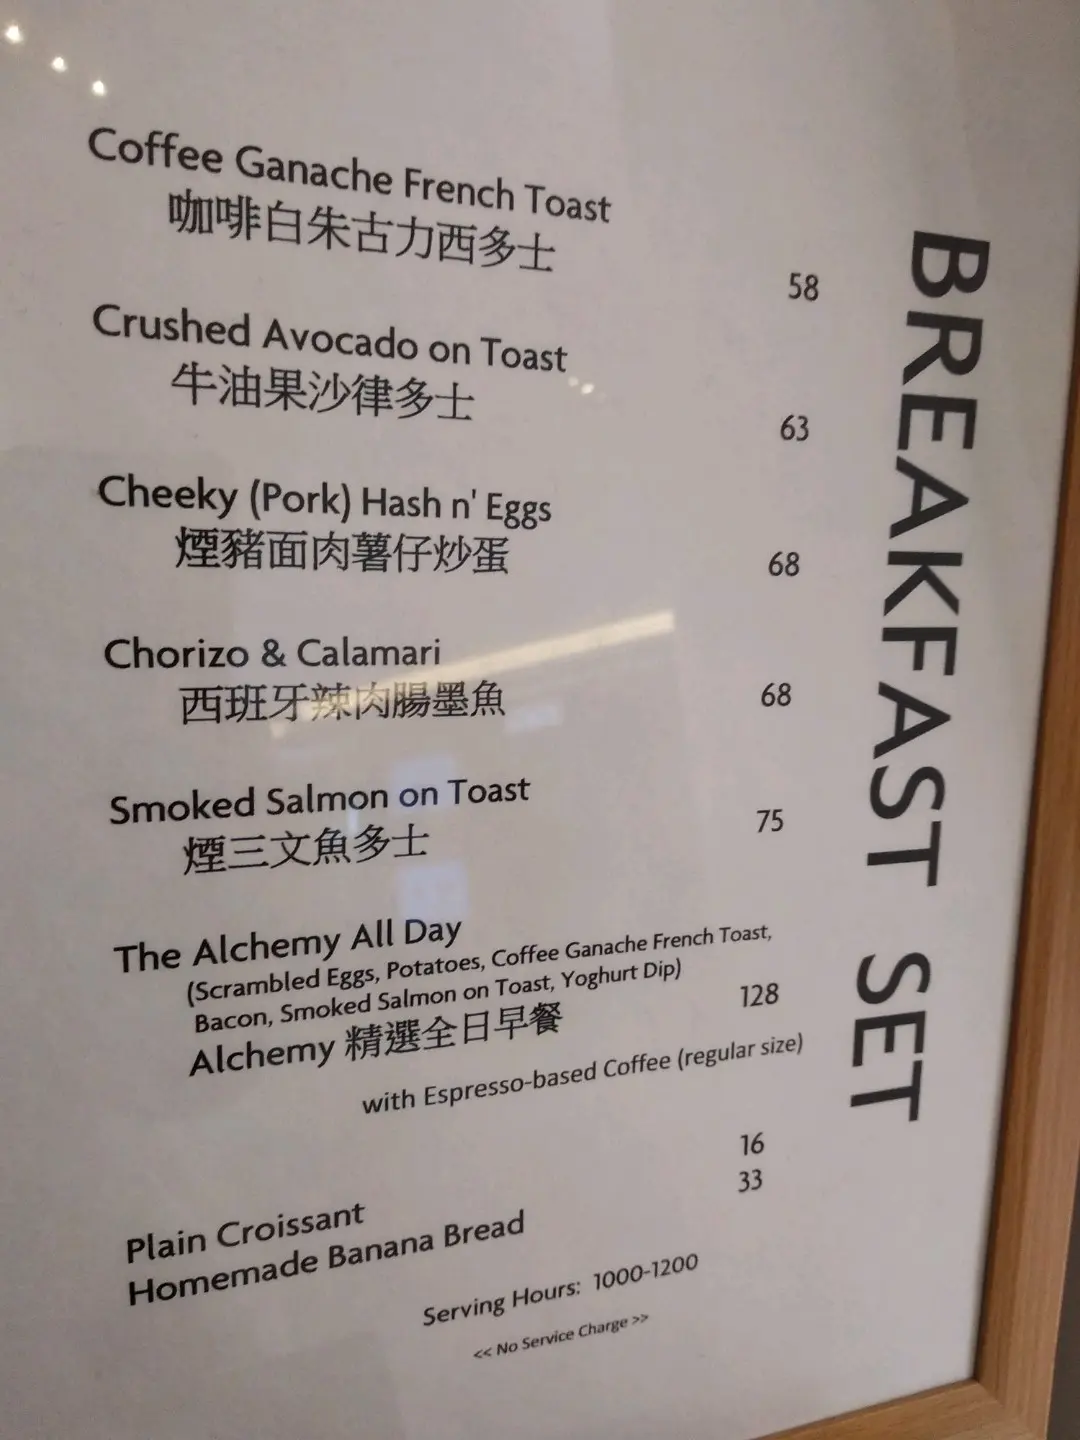 BREAKFAST SET
Coffee Ganache French Toast
咖啡白朱古力西多士
58
Crushed Avocado on Toast
牛油果沙律多士
63
Cheeky (Pork) Hash n' Eggs
煙豬面肉薯仔炒蛋
68
Chorizo & Calamari
西班牙辣肉腸墨魚
68
Smoked Salmon on Toast
煙三文魚多士
75
The Alchemy All Day
(Scrambled Eggs, Potatoes, Coffee Ganache French Toast,
Bacon, Smoked Salmon on Toast, Yoghurt Dip)
Alchemy 精選全日早餐
128
with Espresso-based Coffee (regular size)
Plain Croissant 16
Homemade Banana Bread 33
Serving Hours: 1000-1200
<< No Service Charge >>